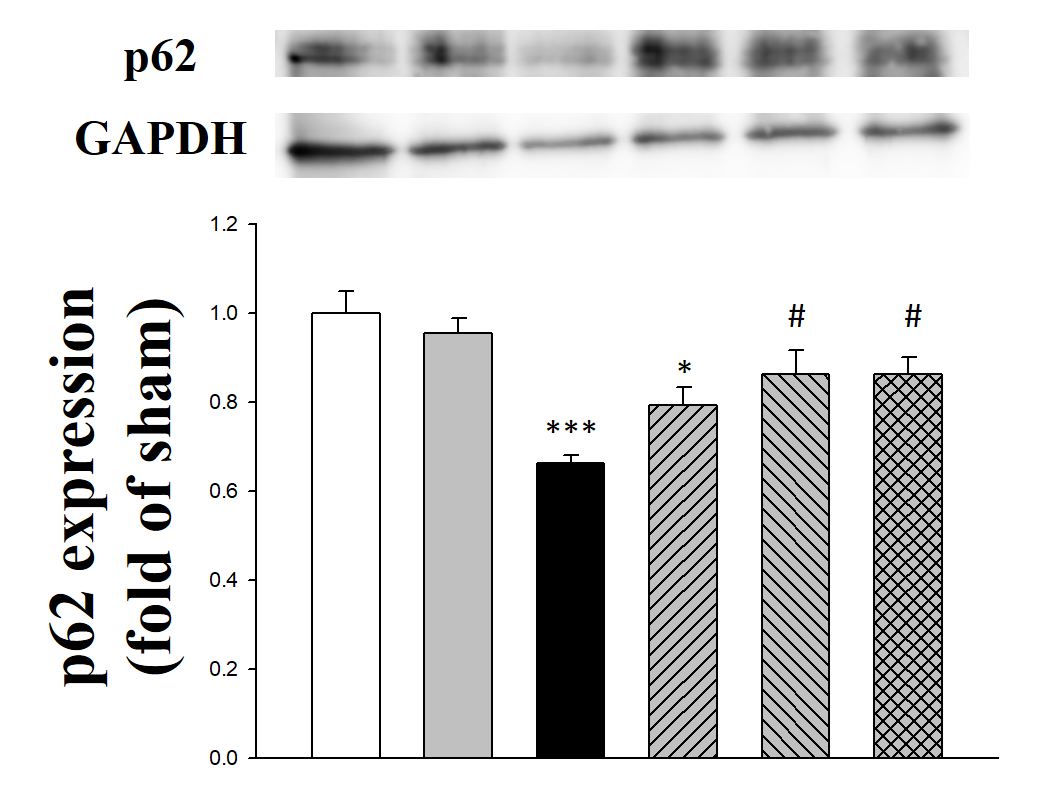 p62
GAPDH
p62 expression
(fold of sham)
1.2
1.0
0.8
0.6
0.4
0.2
0.0
***
*
#
#